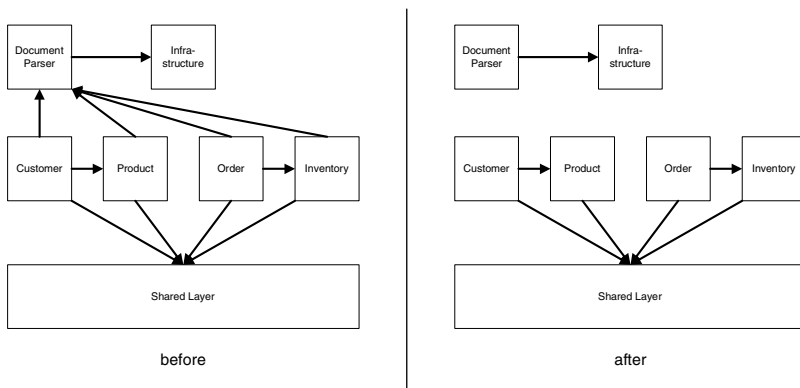 Document
Parser
Infra-
structure
Customer
Product
Order
Inventory
Shared Layer
before
Document
Parser
Infra-
structure
Customer
Product
Order
Inventory
Shared Layer
after